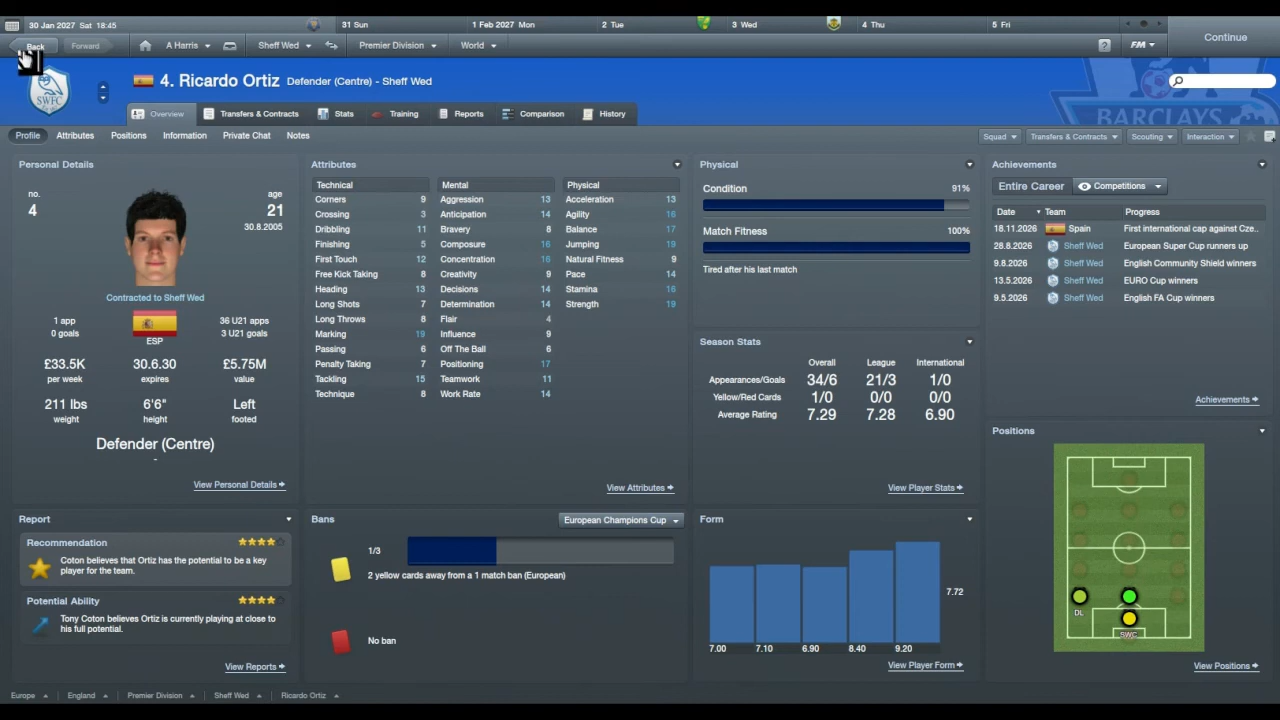 30 Jan 2027 Sat 18:45 31 Sun 1 Feb 2027 Mon 2 Tue 3 Wed 4 Thu 5 Fri
Back Forward A Harris Sheff Wed Premier Division World ? FM Continue
4. Ricardo Ortiz Defender (Centre) - Sheff Wed
SWFC
BARCLAYS
Overview Transfers & Contracts Stats Training Reports Comparison History
Profile Attributes Positions Information Private Chat Notes Squad Transfers & Contracts Scouting Interaction
Personal Details
no.
4
age
21
30.8.2005
Contracted to Sheff Wed
1 app
0 goals
ESP
36 U21 apps
3 U21 goals
£33.5K
per week
30.6.30
expires
£5.75M
value
211 lbs
weight
6'6"
height
Left
footed
Defender (Centre)
-
View Personal Details
Attributes
Technical
Corners 9
Crossing 3
Dribbling 11
Finishing 5
First Touch 12
Free Kick Taking 8
Heading 13
Long Shots 7
Long Throws 8
Marking 19
Passing 6
Penalty Taking 7
Tackling 15
Technique 8
Mental
Aggression 13
Anticipation 14
Bravery 8
Composure 16
Concentration 16
Creativity 9
Decisions 14
Determination 14
Flair 4
Influence 9
Off The Ball 6
Positioning 17
Teamwork 11
Work Rate 14
Physical
Acceleration 13
Agility 16
Balance 17
Jumping 19
Natural Fitness 9
Pace 14
Stamina 16
Strength 19
View Attributes
Physical
Condition 91%
Match Fitness 100%
Tired after his last match
Season Stats
Overall League International
Appearances/Goals 34/6 21/3 1/0
Yellow/Red Cards 1/0 0/0 0/0
Average Rating 7.29 7.28 6.90
View Player Stats
Achievements
Entire Career Competitions
Date Team Progress
18.11.2026 Spain First international cap against Cze..
28.8.2026 Sheff Wed European Super Cup runners up
9.8.2026 Sheff Wed English Community Shield winners
13.5.2026 Sheff Wed EURO Cup winners
9.5.2026 Sheff Wed English FA Cup winners
Achievements
Positions
DL
SWC
View Positions
Report
Recommendation
Coton believes that Ortiz has the potential to be a key
player for the team.
Potential Ability
Tony Coton believes Ortiz is currently playing at close to
his full potential.
View Reports
Bans
European Champions Cup
1/3
2 yellow cards away from a 1 match ban (European)
No ban
Form
7.72
7.00 7.10 6.90 8.40 9.20
View Player Form
Europe England Premier Division Sheff Wed Ricardo Ortiz